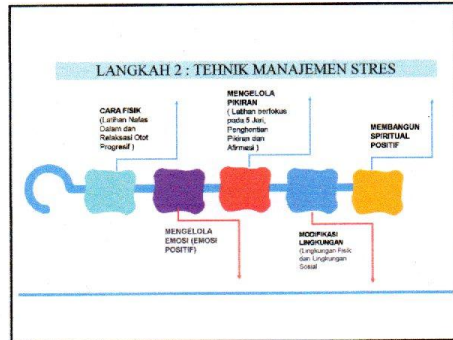 LANGKAH 2 : TEHNIK MANAJEMEN STRES
CARA FISIK
(Latihan Nafas
Dalam dan
Relaksasi Otot
Progresif )
MENGELOLA
EMOSI (EMOSI
POSITIF)
MENGELOLA
PIKIRAN
( Latihan berfokus
pada 5 Jari,
Penghentian
Pikiran dan
Afirmasi )
MODIFIKASI
LINGKUNGAN
(Lingkungan Fisik
dan Lingkungan
Sosial
MEMBANGUN
SPIRITUAL
POSITIF